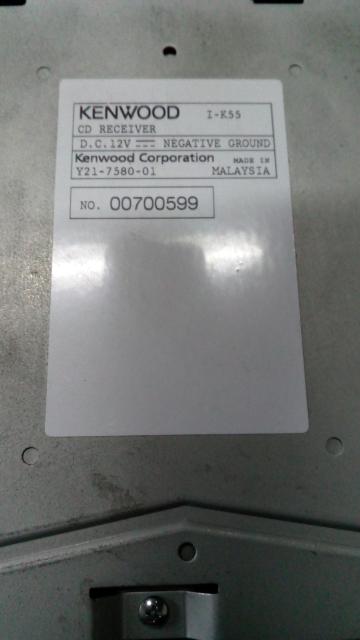 KENWOOD I-K55
CD RECEIVER
D.C.12V ⎓ NEGATIVE GROUND
Kenwood Corporation MADE IN
Y21-7580-01 MALAYSIA
NO. 00700599